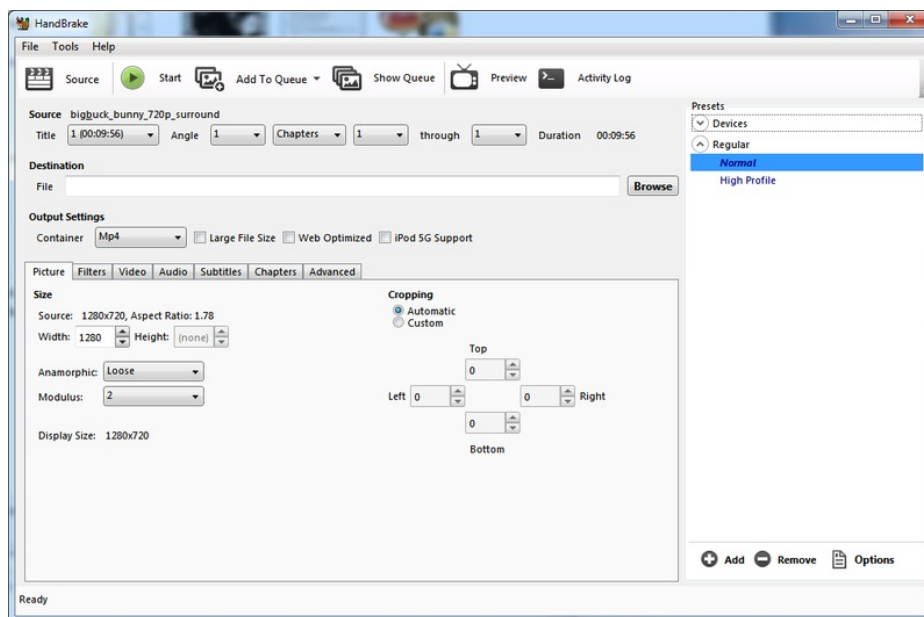 HandBrake
File Tools Help
Source Start Add To Queue Show Queue Preview Activity Log
Source bigbuck_bunny_720p_surround
Title 1 (00:09:56) Angle 1 Chapters 1 through 1 Duration 00:09:56
Destination
File Browse
Output Settings
Container Mp4 Large File Size Web Optimized iPod 5G Support
Picture Filters Video Audio Subtitles Chapters Advanced
Size
Source: 1280x720, Aspect Ratio: 1.78
Width: 1280 Height: (none)
Anamorphic: Loose
Modulus: 2
Display Size: 1280x720
Cropping
Automatic
Custom
Top
0
Left 0 0 Right
0
Bottom
Presets
Devices
Regular
Normal
High Profile
Add Remove Options
Ready